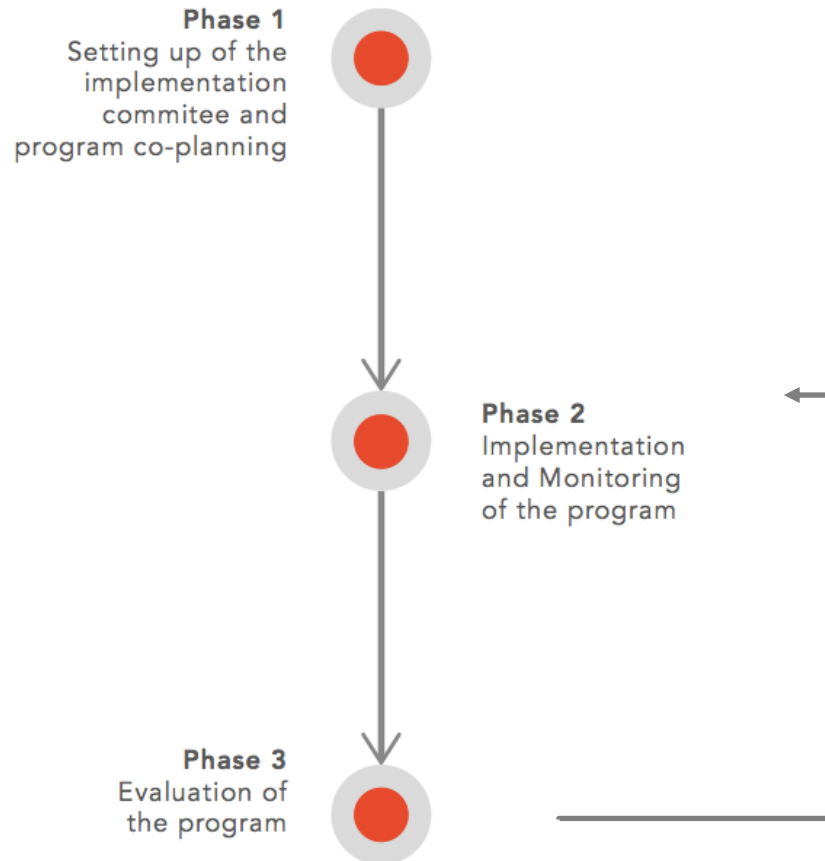 Phase 1
Setting up of the
implementation
commitee and
program co-planning
Phase 2
Implementation
and Monitoring
of the program
Phase 3
Evaluation of
the program